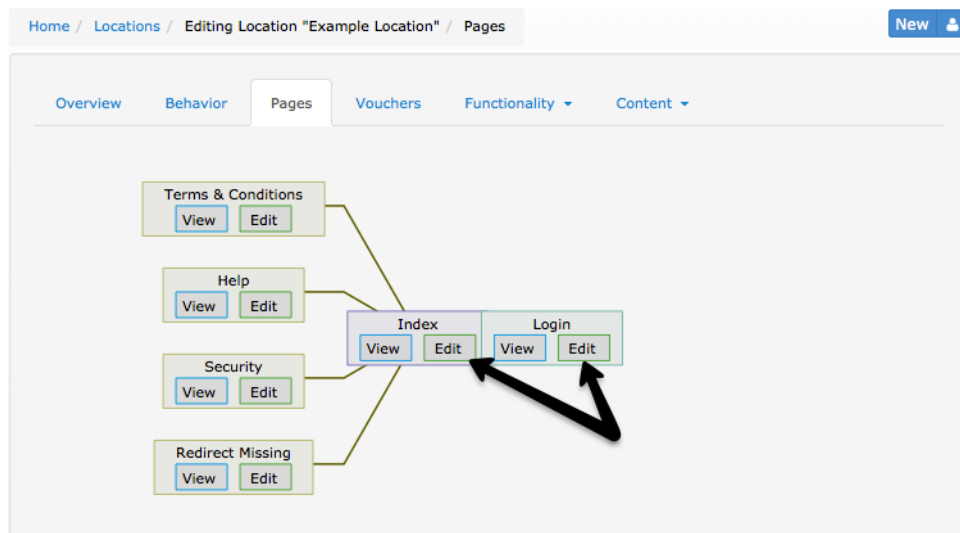 Home / Locations / Editing Location "Example Location" / Pages
New
Overview Behavior Pages Vouchers Functionality Content
Terms & Conditions
View Edit
Help
View Edit
Index Login
View Edit View Edit
Security
View Edit
Redirect Missing
View Edit